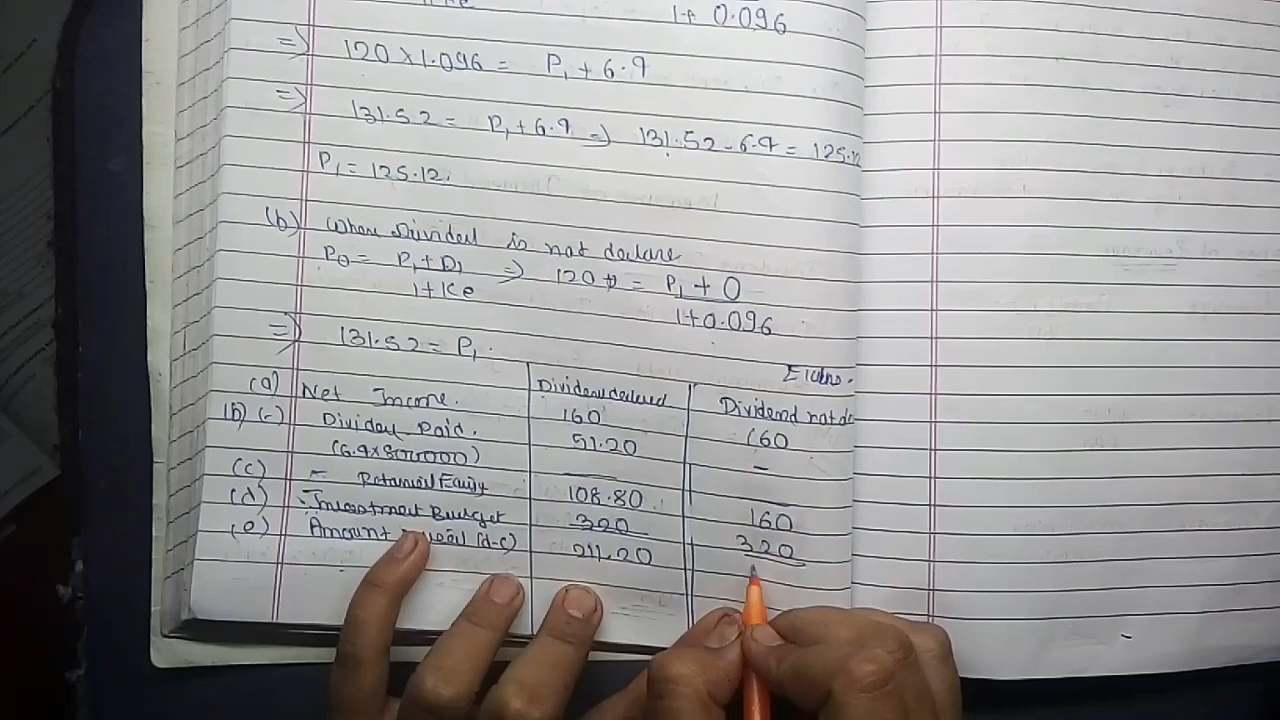 1+ 0.096
=) 120 × 1.096 = P1 + 6.9
=) 131.52 = P1 + 6.9 =) 131.52 - 6.9 = 125.12
P1 = 125.12.
(b) When Dividend is not declare
P0 = P1 + D1 =) 120 = P1 + 0
1+Ke 1+0.096
=) 131.52 = P1.
₹ lakhs.
Dividend declared Dividend not de
(a) Net Income. 160 160
(b) (-) Dividend Paid. 51.20 -
(6.9×800000)
(c) = Retained Equity 108.80 160
(d) Investment Budget 320 320
(e) Amount (d-c) 211.20